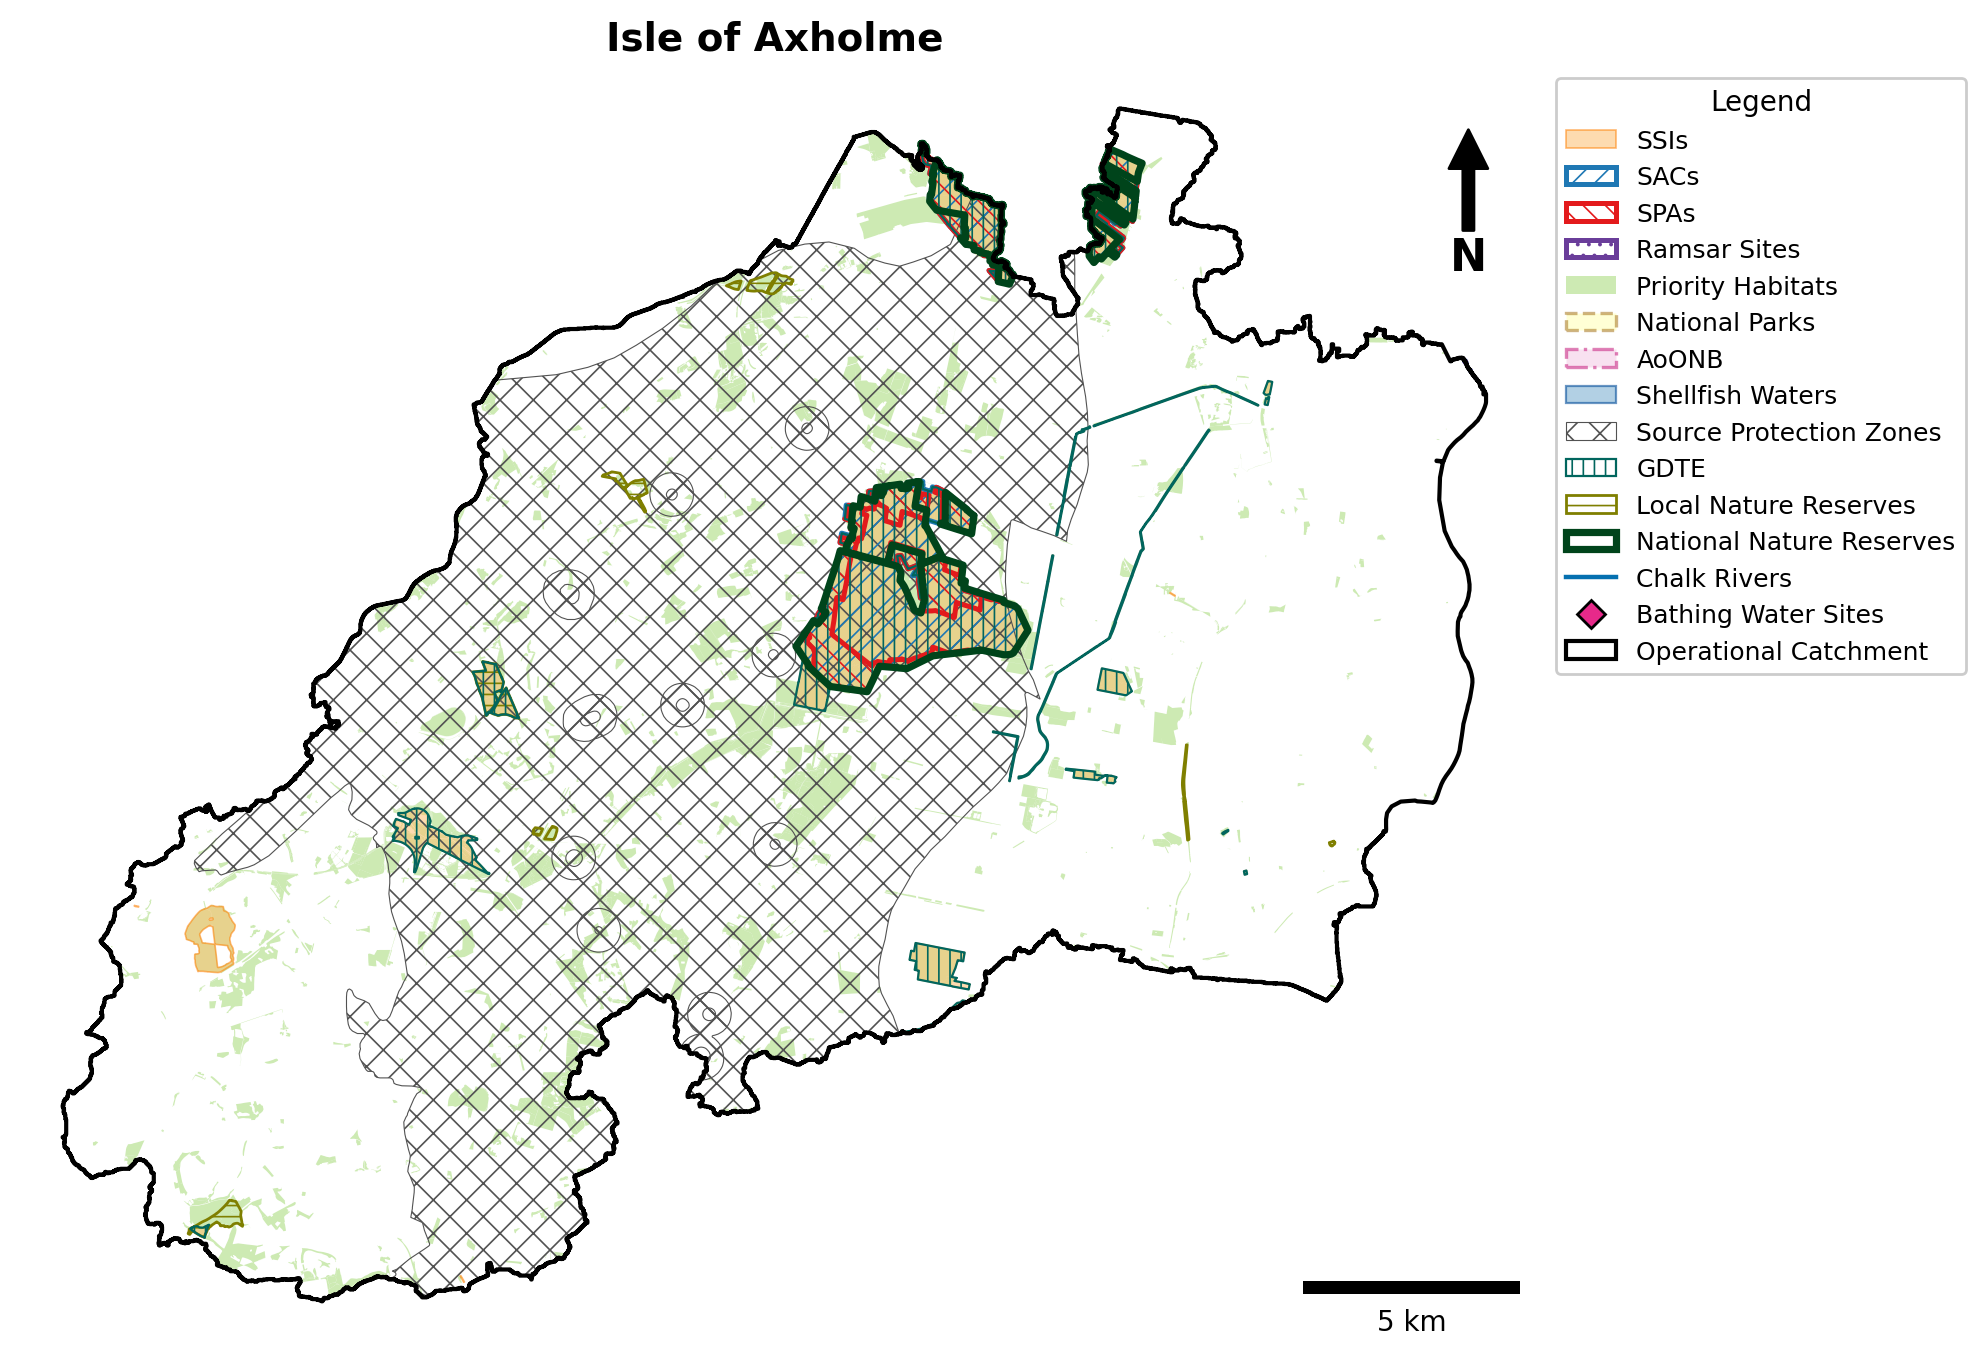 Isle of Axholme
Legend
SSIs
SACs
SPAs
Ramsar Sites
Priority Habitats
National Parks
AoONB
Shellfish Waters
Source Protection Zones
GDTE
Local Nature Reserves
National Nature Reserves
Chalk Rivers
Bathing Water Sites
Operational Catchment
N
5 km